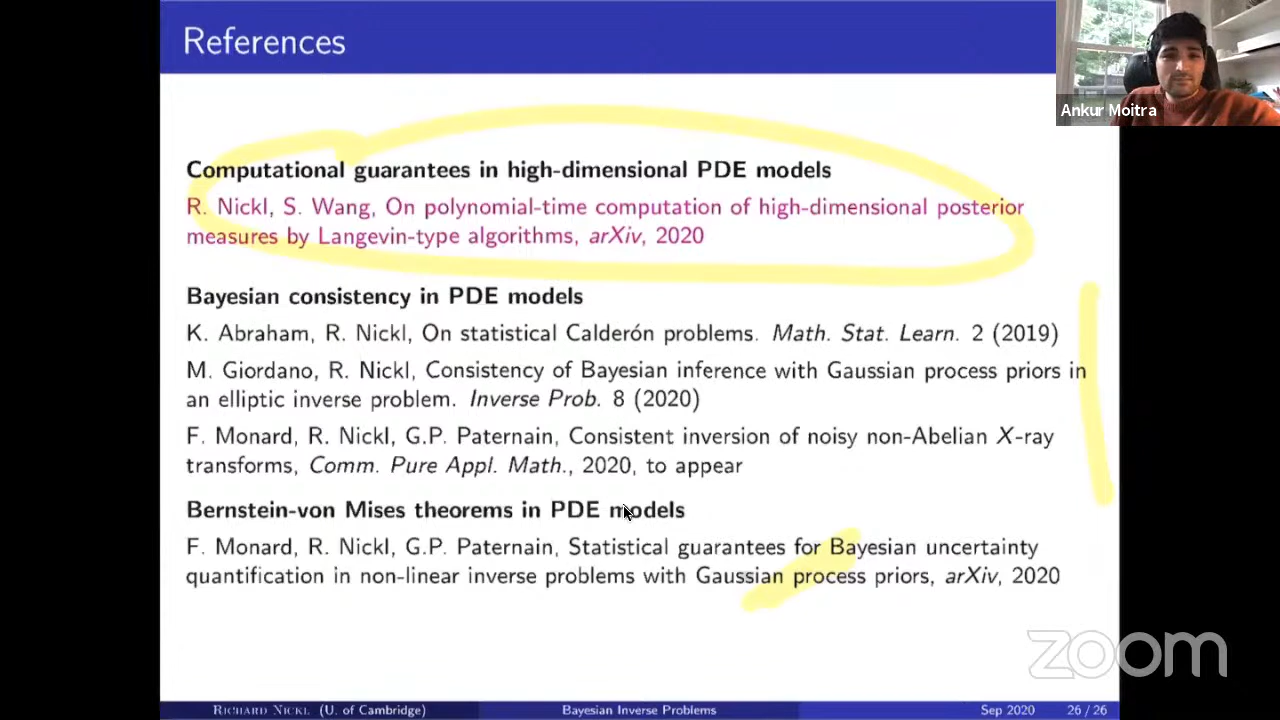 References
Ankur Moitra
Computational guarantees in high-dimensional PDE models
R. Nickl, S. Wang, On polynomial-time computation of high-dimensional posterior
measures by Langevin-type algorithms, arXiv, 2020
Bayesian consistency in PDE models
K. Abraham, R. Nickl, On statistical Calderón problems. Math. Stat. Learn. 2 (2019)
M. Giordano, R. Nickl, Consistency of Bayesian inference with Gaussian process priors in
an elliptic inverse problem. Inverse Prob. 8 (2020)
F. Monard, R. Nickl, G.P. Paternain, Consistent inversion of noisy non-Abelian X-ray
transforms, Comm. Pure Appl. Math., 2020, to appear
Bernstein-von Mises theorems in PDE models
F. Monard, R. Nickl, G.P. Paternain, Statistical guarantees for Bayesian uncertainty
quantification in non-linear inverse problems with Gaussian process priors, arXiv, 2020
zoom
Richard Nickl (U. of Cambridge) Bayesian Inverse Problems Sep 2020 26 / 26